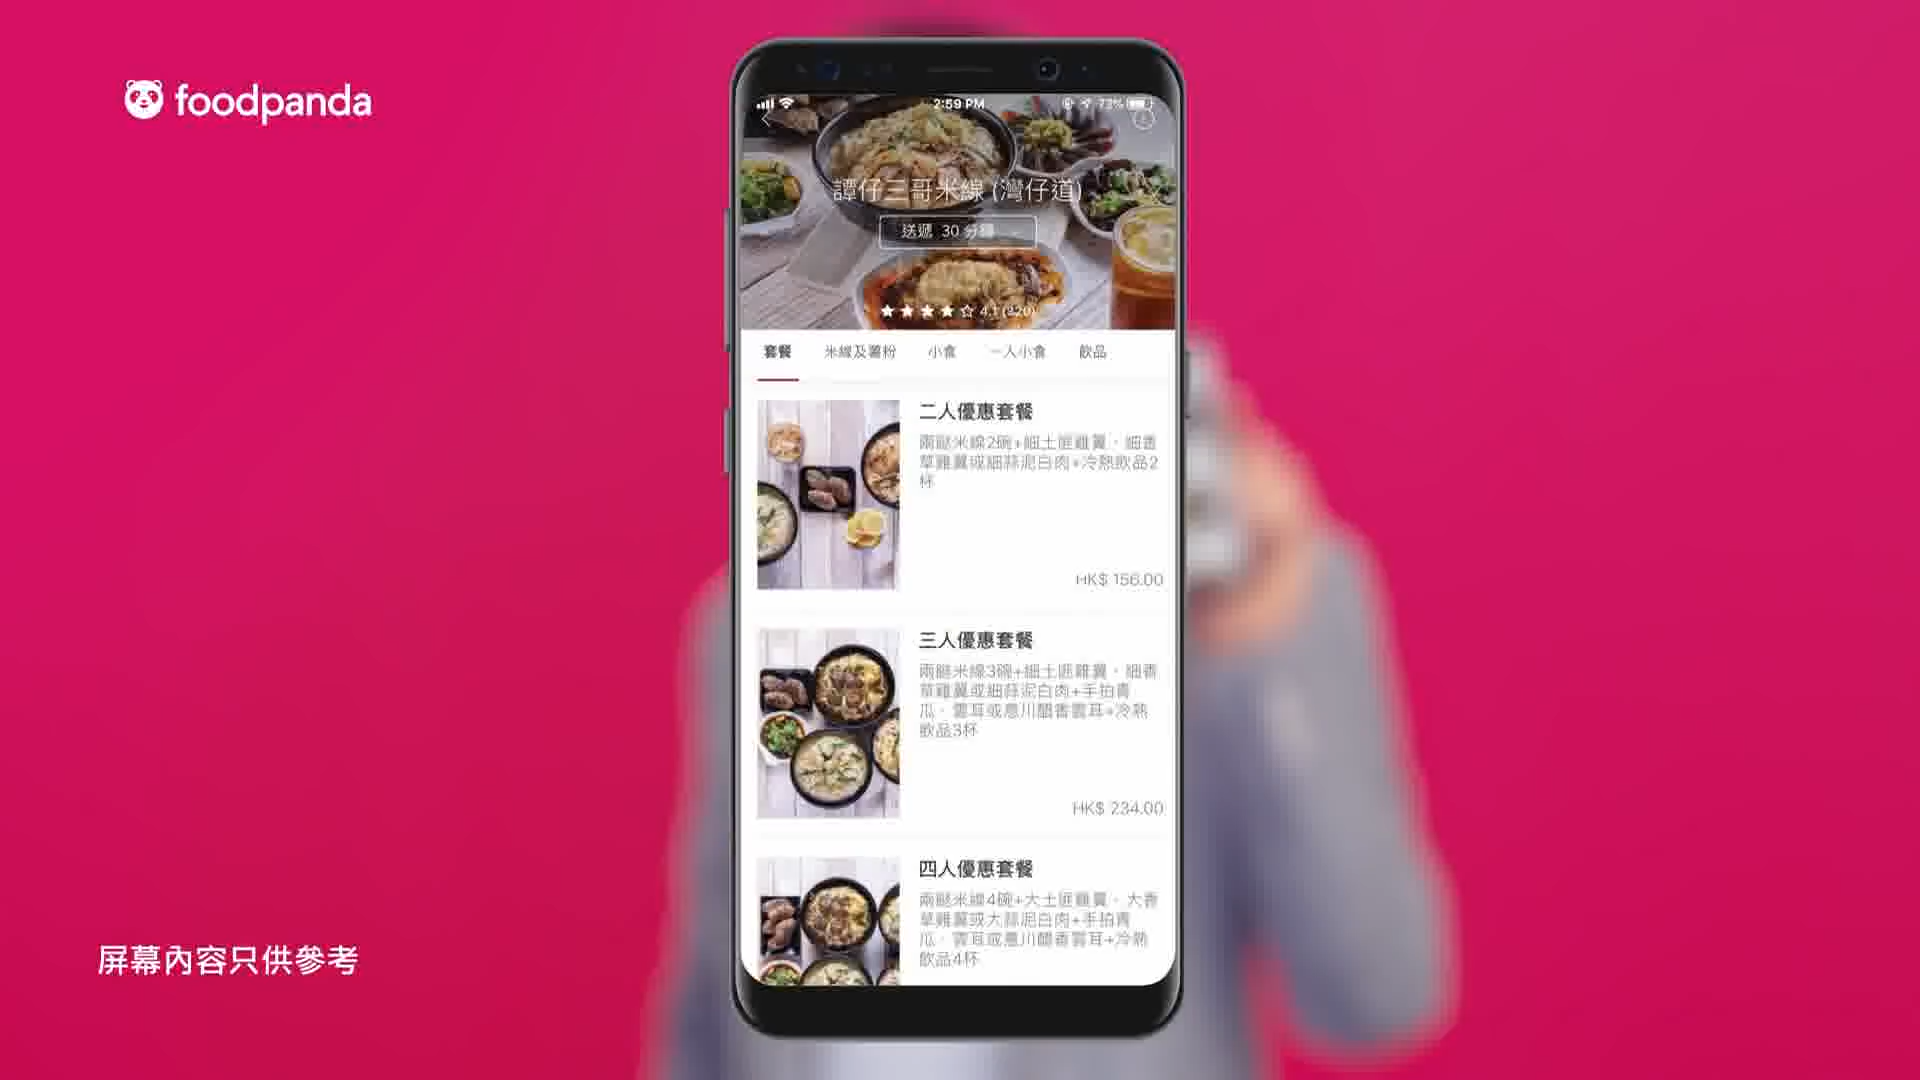 foodpanda
2:59 PM
73%
譚仔三哥米線 (灣仔道)
送遞 30 分鐘
4.1 (320)
套餐
米線及薯粉
小食
一人小食
飲品
二人優惠套餐
兩餸米線2碗+細土匪雞翼、細香
草雞翼或細蒜泥白肉+冷熱飲品2
杯
HK$ 156.00
三人優惠套餐
兩餸米線3碗+細土匪雞翼、細香
草雞翼或細蒜泥白肉+手拍青
瓜、雲耳或意川醋香雲耳+冷熱
飲品3杯
HK$ 234.00
四人優惠套餐
兩餸米線4碗+大土匪雞翼、大香
草雞翼或大蒜泥白肉+手拍青
瓜、雲耳或意川醋香雲耳+冷熱
飲品4杯
屏幕內容只供參考